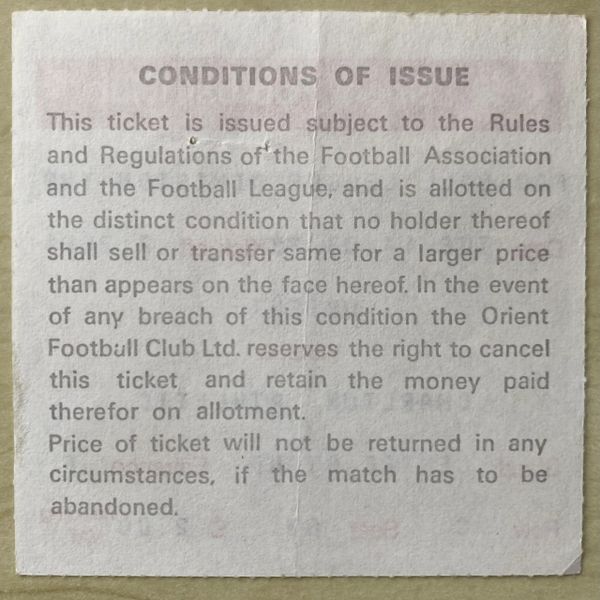 CONDITIONS OF ISSUE
This ticket is issued subject to the Rules
and Regulations of the Football Association
and the Football League, and is allotted on
the distinct condition that no holder thereof
shall sell or transfer same for a larger price
than appears on the face hereof. In the event
of any breach of this condition the Orient
Football Club Ltd. reserves the right to cancel
this ticket and retain the money paid
therefor on allotment.
Price of ticket will not be returned in any
circumstances, if the match has to be
abandoned.